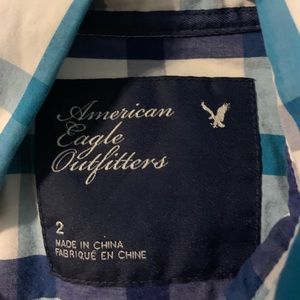 American
Eagle
Outfitters
2
MADE IN CHINA
FABRIQUÉ EN CHINE